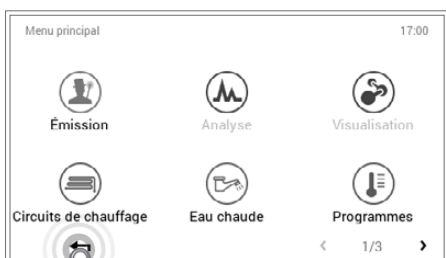 Menu principal 17:00
Émission Analyse Visualisation
Circuits de chauffage Eau chaude Programmes
1/3